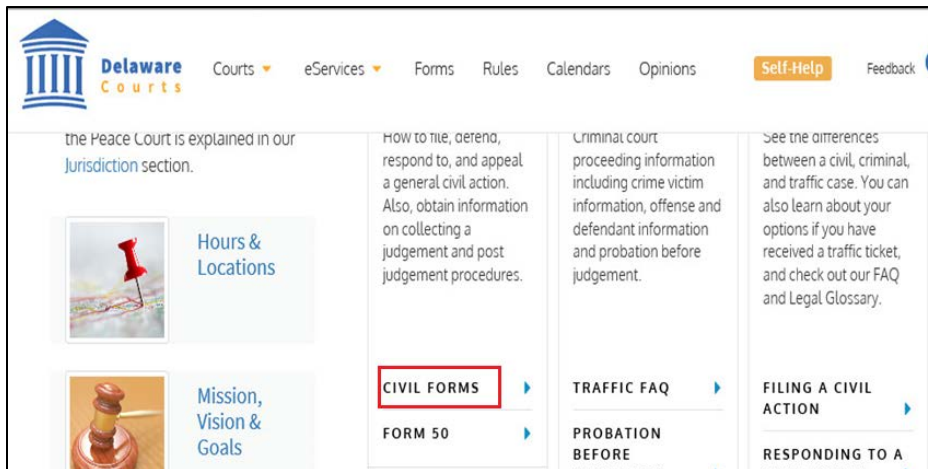 Delaware
Courts
Courts eServices Forms Rules Calendars Opinions Self-Help Feedback
the Peace Court is explained in our
Jurisdiction section.
Hours &
Locations
Mission,
Vision &
Goals
How to file, defend,
respond to, and appeal
a general civil action.
Also, obtain information
on collecting a
judgement and post
judgement procedures.
CIVIL FORMS
FORM 50
Criminal court
proceeding information
including crime victim
information, offense and
defendant information
and probation before
judgement.
TRAFFIC FAQ
PROBATION
BEFORE
See the differences
between a civil, criminal,
and traffic case. You can
also learn about your
options if you have
received a traffic ticket,
and check out our FAQ
and Legal Glossary.
FILING A CIVIL
ACTION
RESPONDING TO A